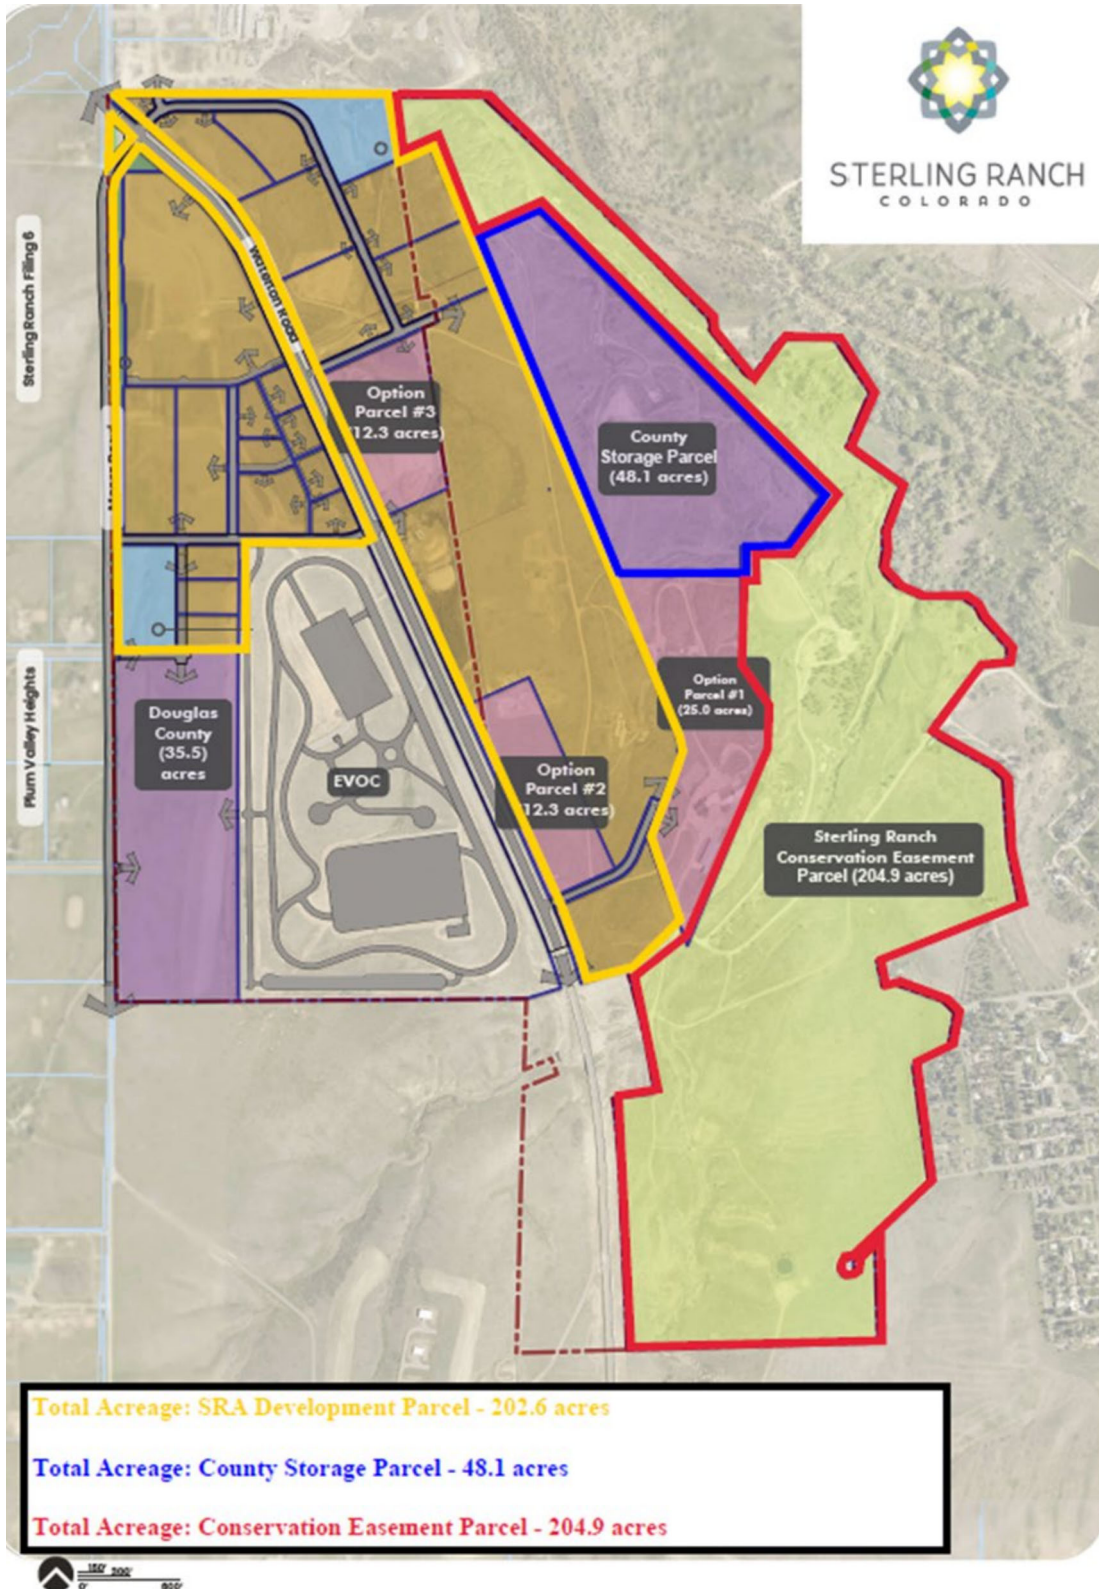 STERLING RANCH
COLORADO
Sterling Ranch Filing 6
Waterton Road
Option
Parcel #3
(12.3 acres)
County
Storage Parcel
(48.1 acres)
Plum Valley Heights
Douglas
County
(35.5)
acres
EVOC
Option
Parcel #1
(25.0 acres)
Option
Parcel #2
(12.3 acres)
Sterling Ranch
Conservation Easement
Parcel (204.9 acres)
Total Acreage: SRA Development Parcel - 202.6 acres
Total Acreage: County Storage Parcel - 48.1 acres
Total Acreage: Conservation Easement Parcel - 204.9 acres
0'